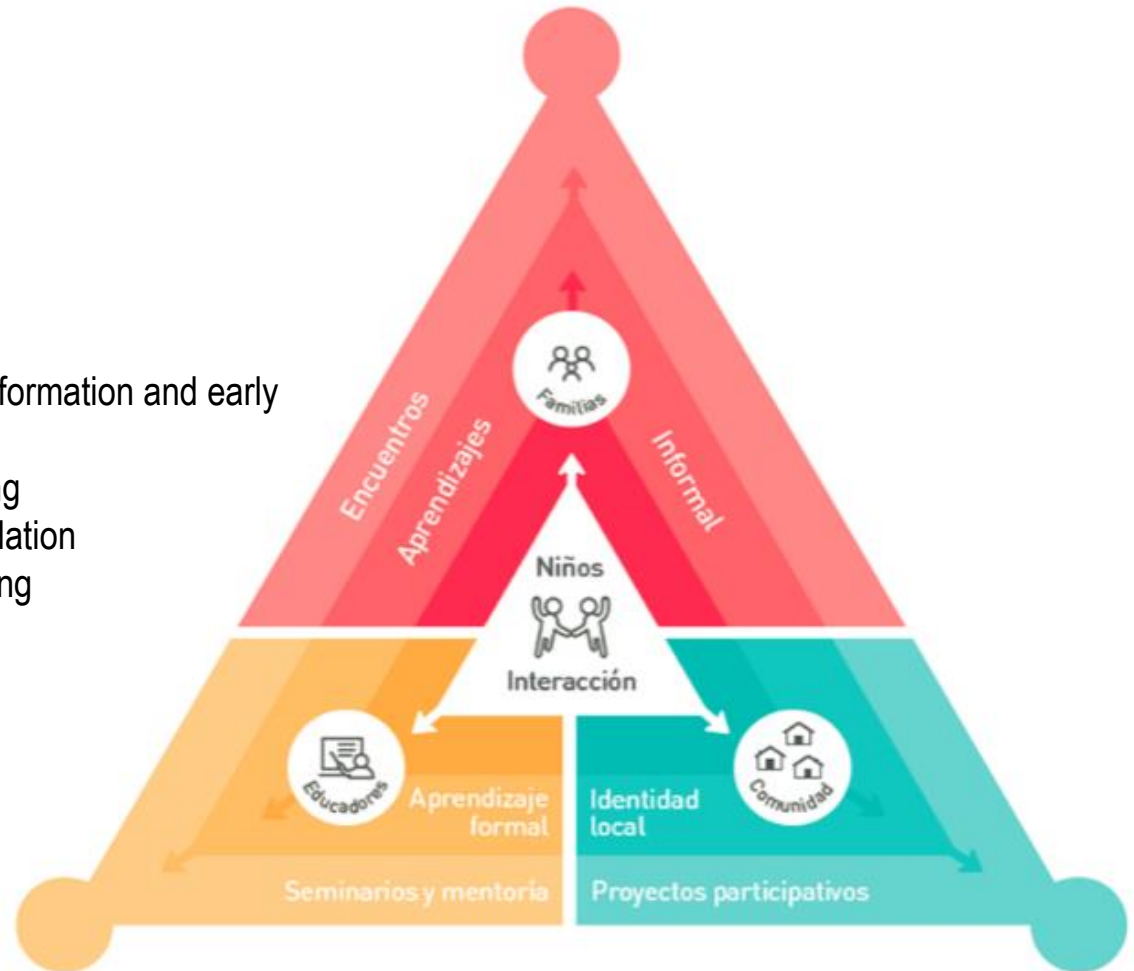 formation and early
ng
lation
ng
Familias
Encuentros
Aprendizajes
Informal
Niños
Interacción
Educadores
Aprendizaje
formal
Seminarios y mentoría
Identidad
local
Comunidad
Proyectos participativos